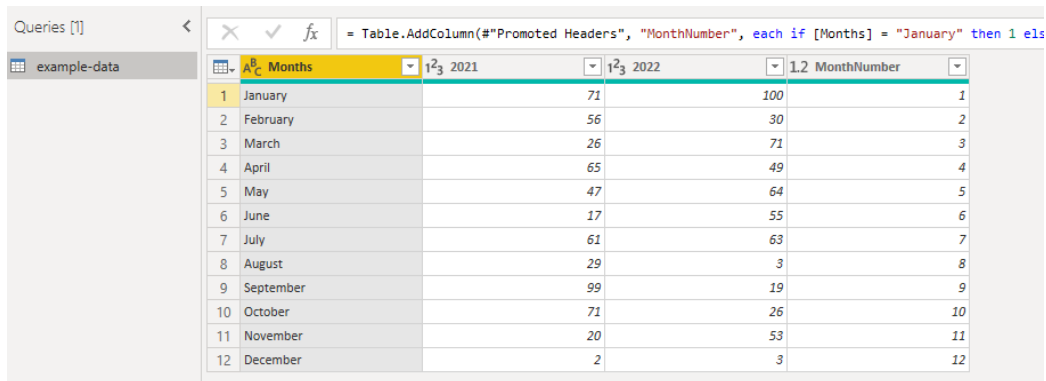 Queries [1]
= Table.AddColumn(#"Promoted Headers", "MonthNumber", each if [Months] = "January" then 1 els
example-data
Months 2021 2022 MonthNumber
1 January 71 100 1
2 February 56 30 2
3 March 26 71 3
4 April 65 49 4
5 May 47 64 5
6 June 17 55 6
7 July 61 63 7
8 August 29 3 8
9 September 99 19 9
10 October 71 26 10
11 November 20 53 11
12 December 2 3 12